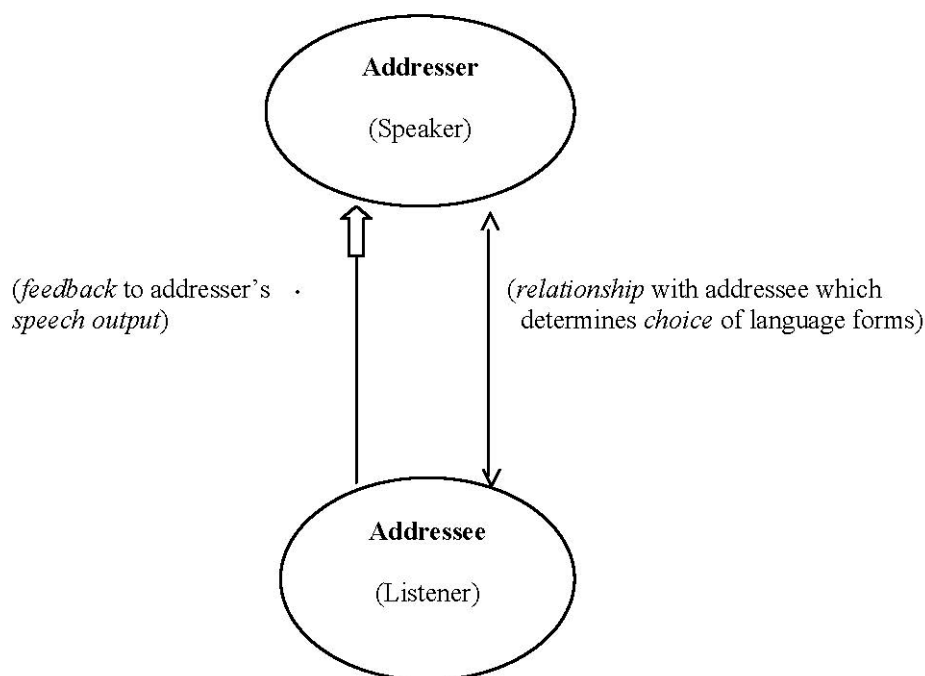 Addresser
(Speaker)
(feedback to addresser’s
speech output)
(relationship with addressee which
determines choice of language forms)
Addressee
(Listener)